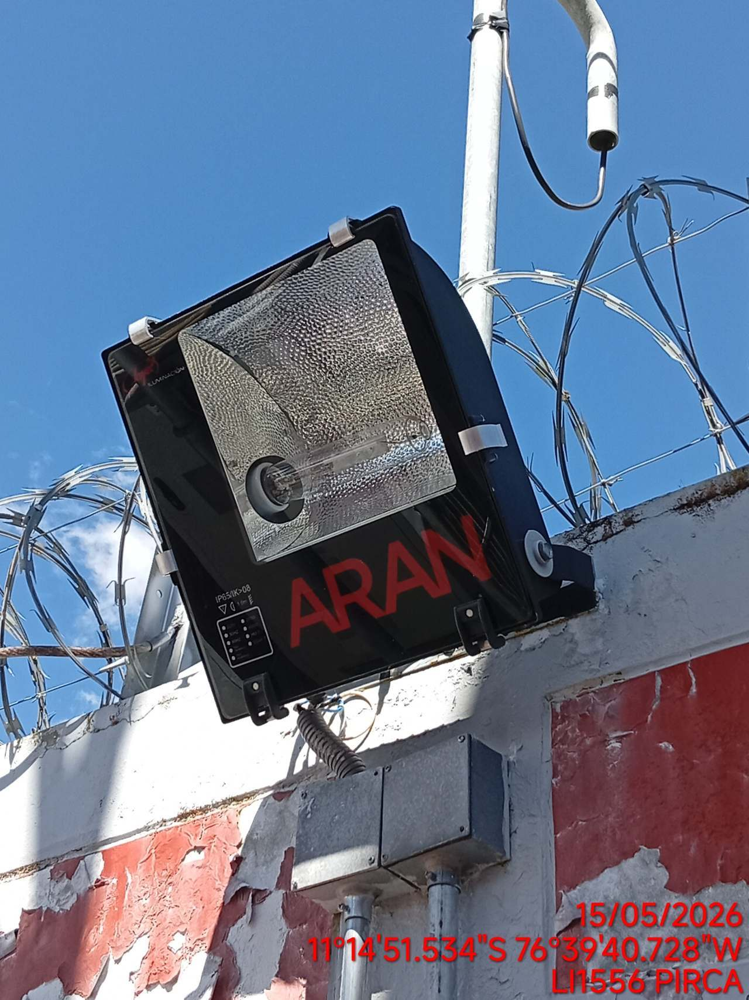 ILUMINACIÓN
IP65/IK>08
ARAN
15/05/2026
11°14'51.534"S 76°39'40.728"W
LI1556 PIRCA